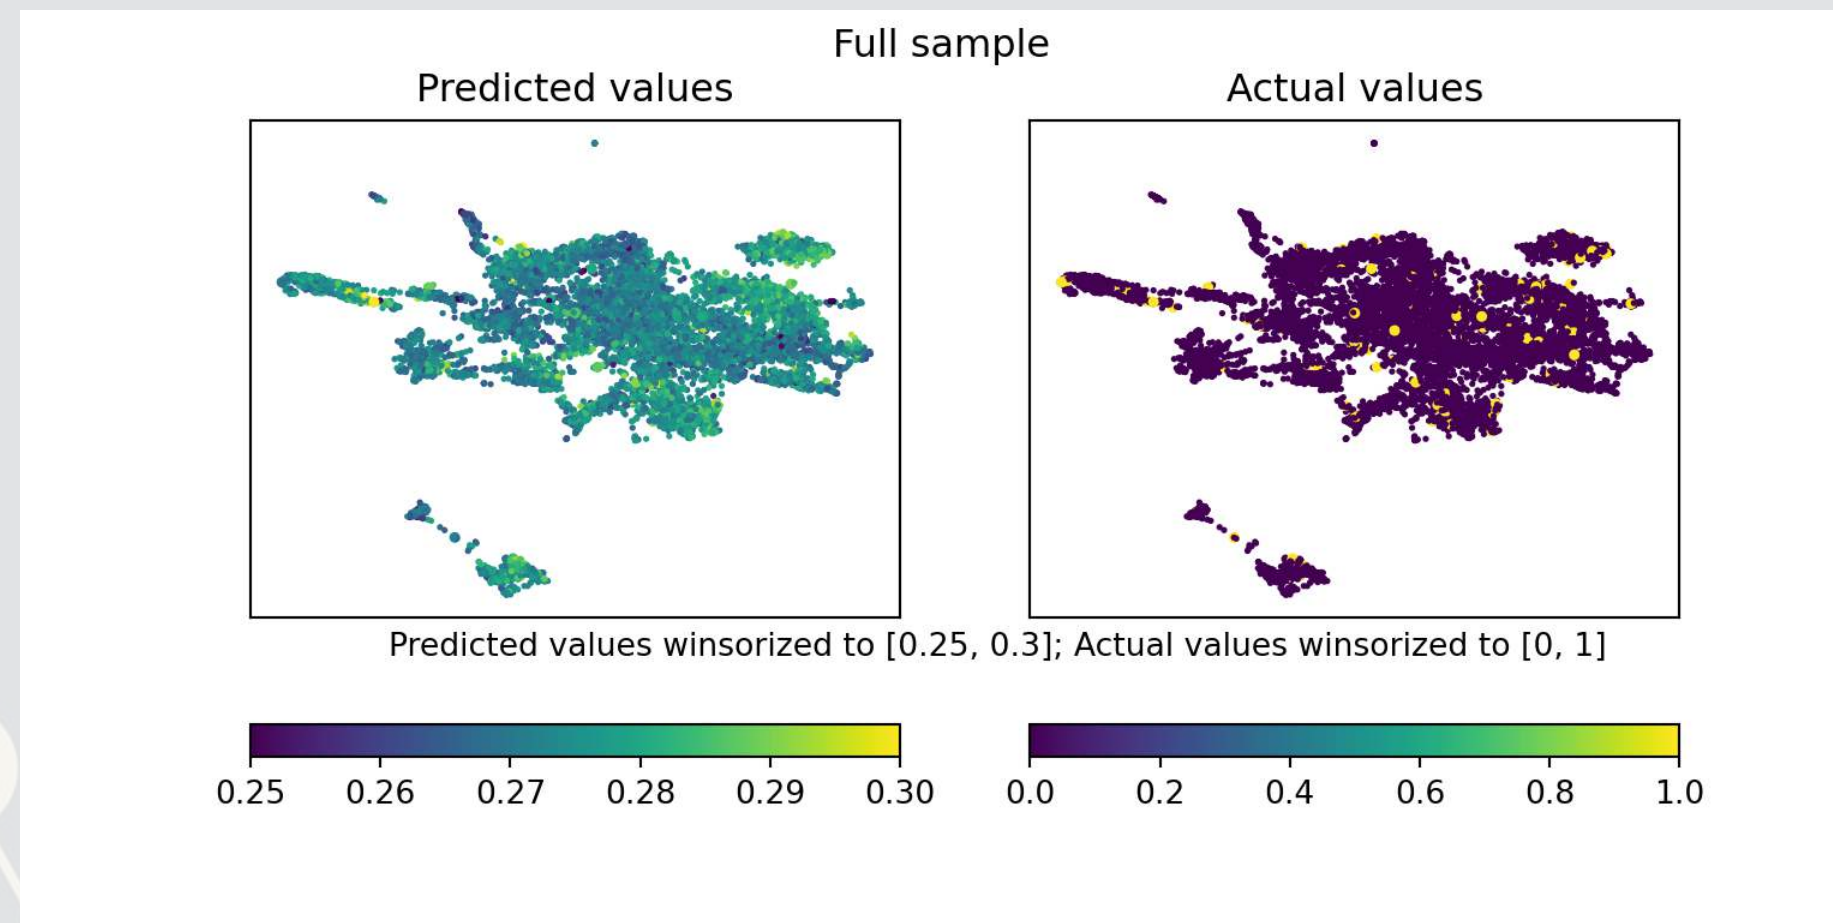 Full sample
Predicted values
Actual values
Predicted values winsorized to [0.25, 0.3]; Actual values winsorized to [0, 1]
0.25 0.26 0.27 0.28 0.29 0.30
0.0 0.2 0.4 0.6 0.8 1.0